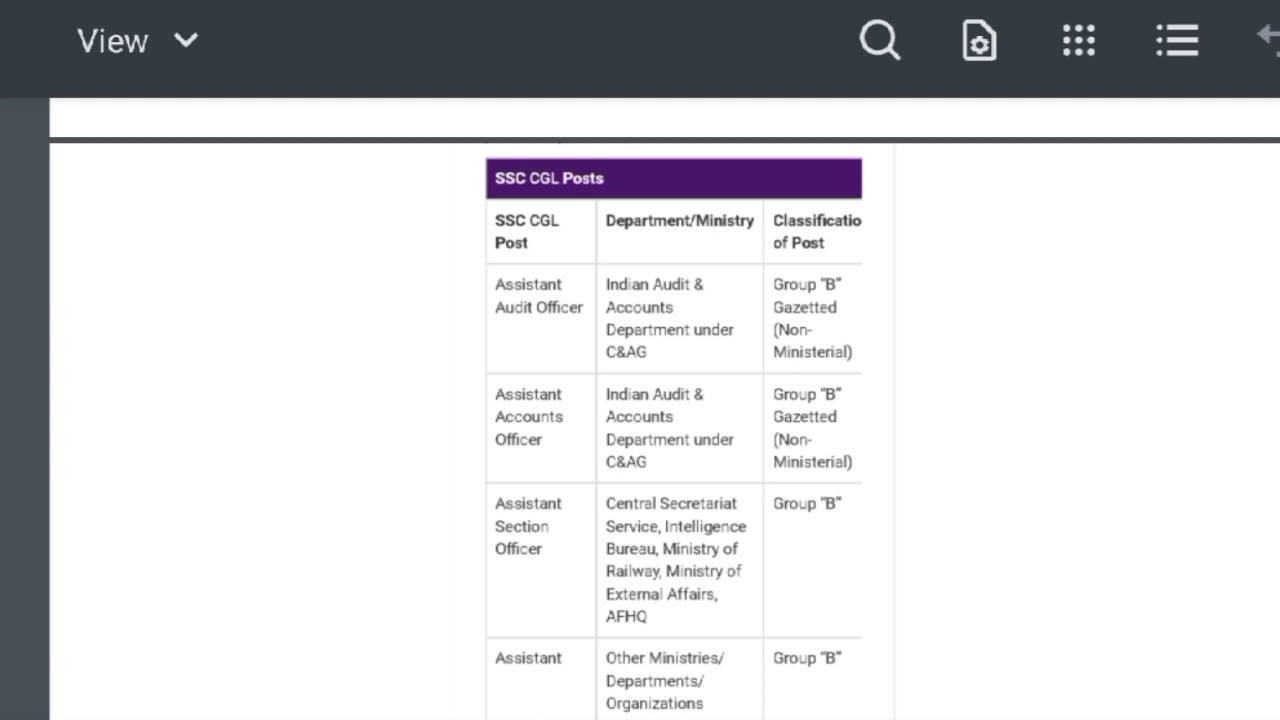 View
SSC CGL Posts
SSC CGL
Post
Department/Ministry
Classificatio
of Post
Assistant
Audit Officer
Indian Audit &
Accounts
Department under
C&AG
Group "B"
Gazetted
(Non-
Ministerial)
Assistant
Accounts
Officer
Indian Audit &
Accounts
Department under
C&AG
Group "B"
Gazetted
(Non-
Ministerial)
Assistant
Section
Officer
Central Secretariat
Service, Intelligence
Bureau, Ministry of
Railway, Ministry of
External Affairs,
AFHQ
Group "B"
Assistant
Other Ministries/
Departments/
Organizations
Group "B"